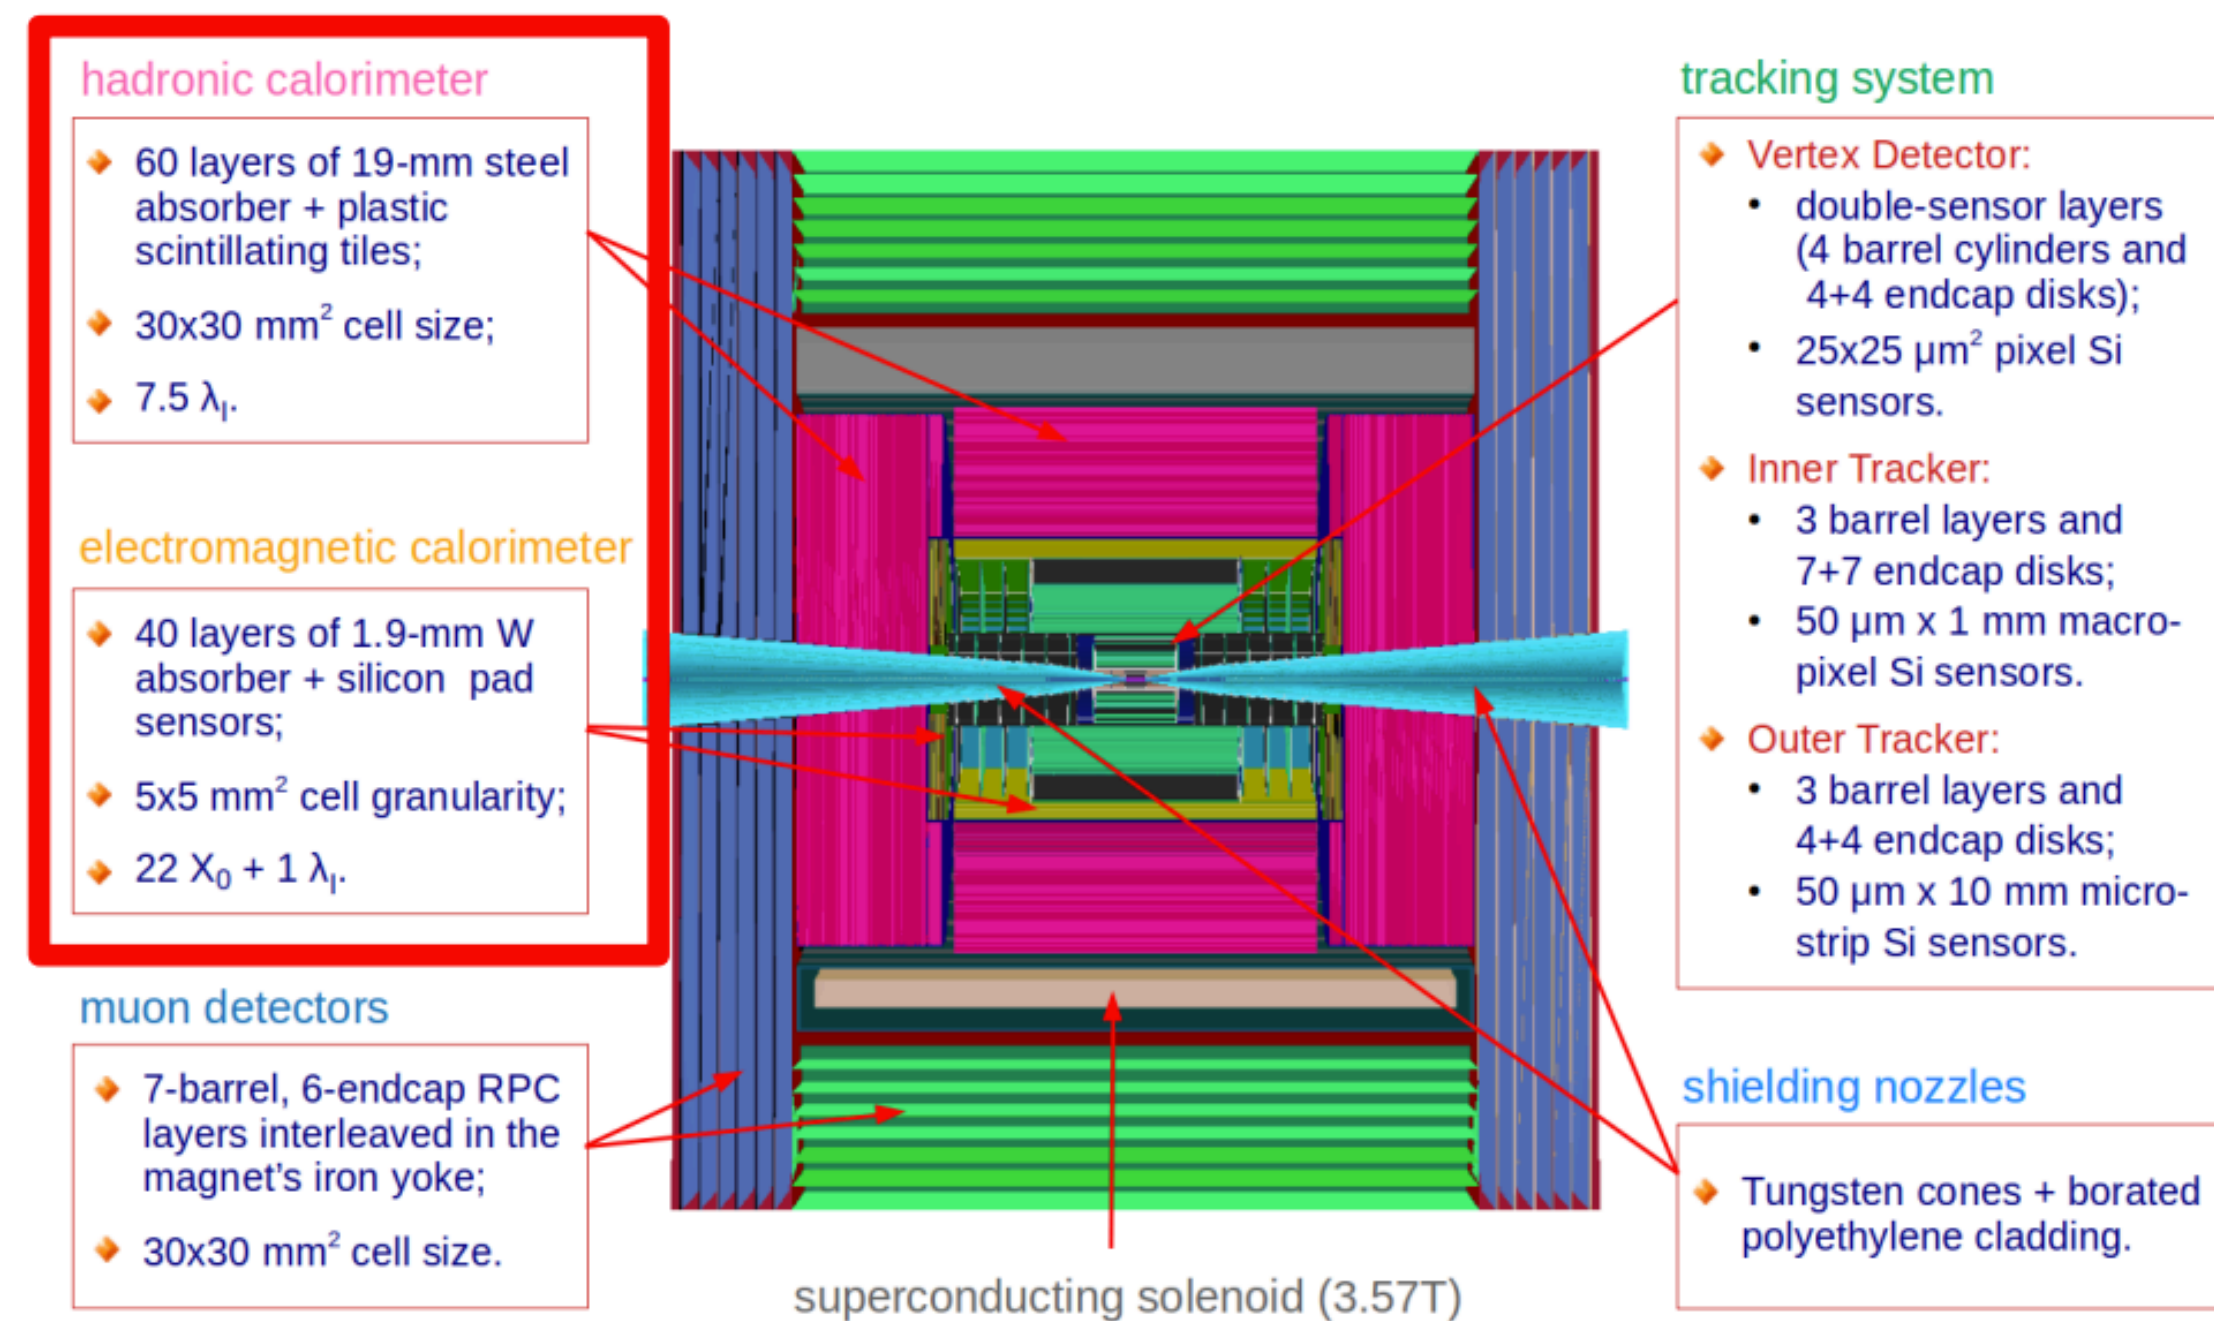 hadronic calorimeter
60 layers of 19-mm steel
absorber + plastic
scintillating tiles;
30x30 mm² cell size;
7.5 λI.
electromagnetic calorimeter
40 layers of 1.9-mm W
absorber + silicon pad
sensors;
5x5 mm² cell granularity;
22 X0 + 1 λI.
muon detectors
7-barrel, 6-endcap RPC
layers interleaved in the
magnet's iron yoke;
30x30 mm² cell size.
superconducting solenoid (3.57T)
tracking system
Vertex Detector:
• double-sensor layers
(4 barrel cylinders and
4+4 endcap disks);
• 25x25 µm² pixel Si
sensors.
Inner Tracker:
• 3 barrel layers and
7+7 endcap disks;
• 50 µm x 1 mm macro-
pixel Si sensors.
Outer Tracker:
• 3 barrel layers and
4+4 endcap disks;
• 50 µm x 10 mm micro-
strip Si sensors.
shielding nozzles
Tungsten cones + borated
polyethylene cladding.